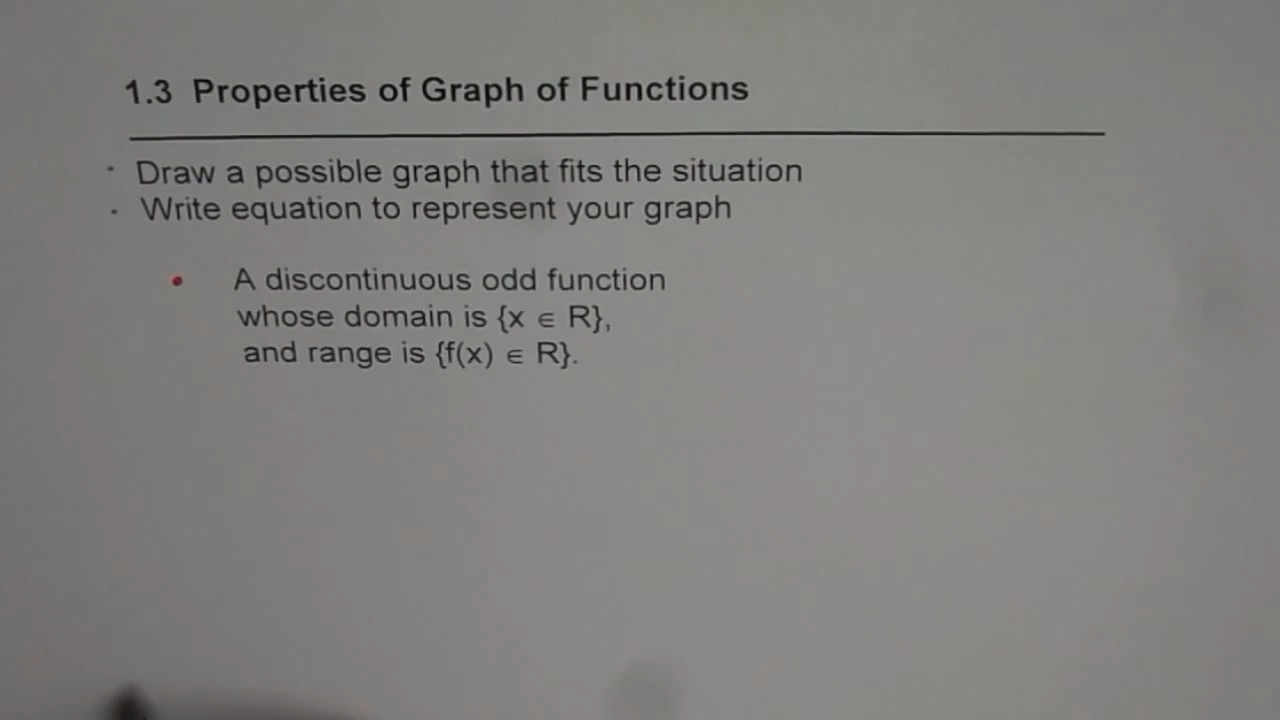 1.3 Properties of Graph of Functions
· Draw a possible graph that fits the situation
· Write equation to represent your graph
• A discontinuous odd function
whose domain is {x ∈ R},
and range is {f(x) ∈ R}.